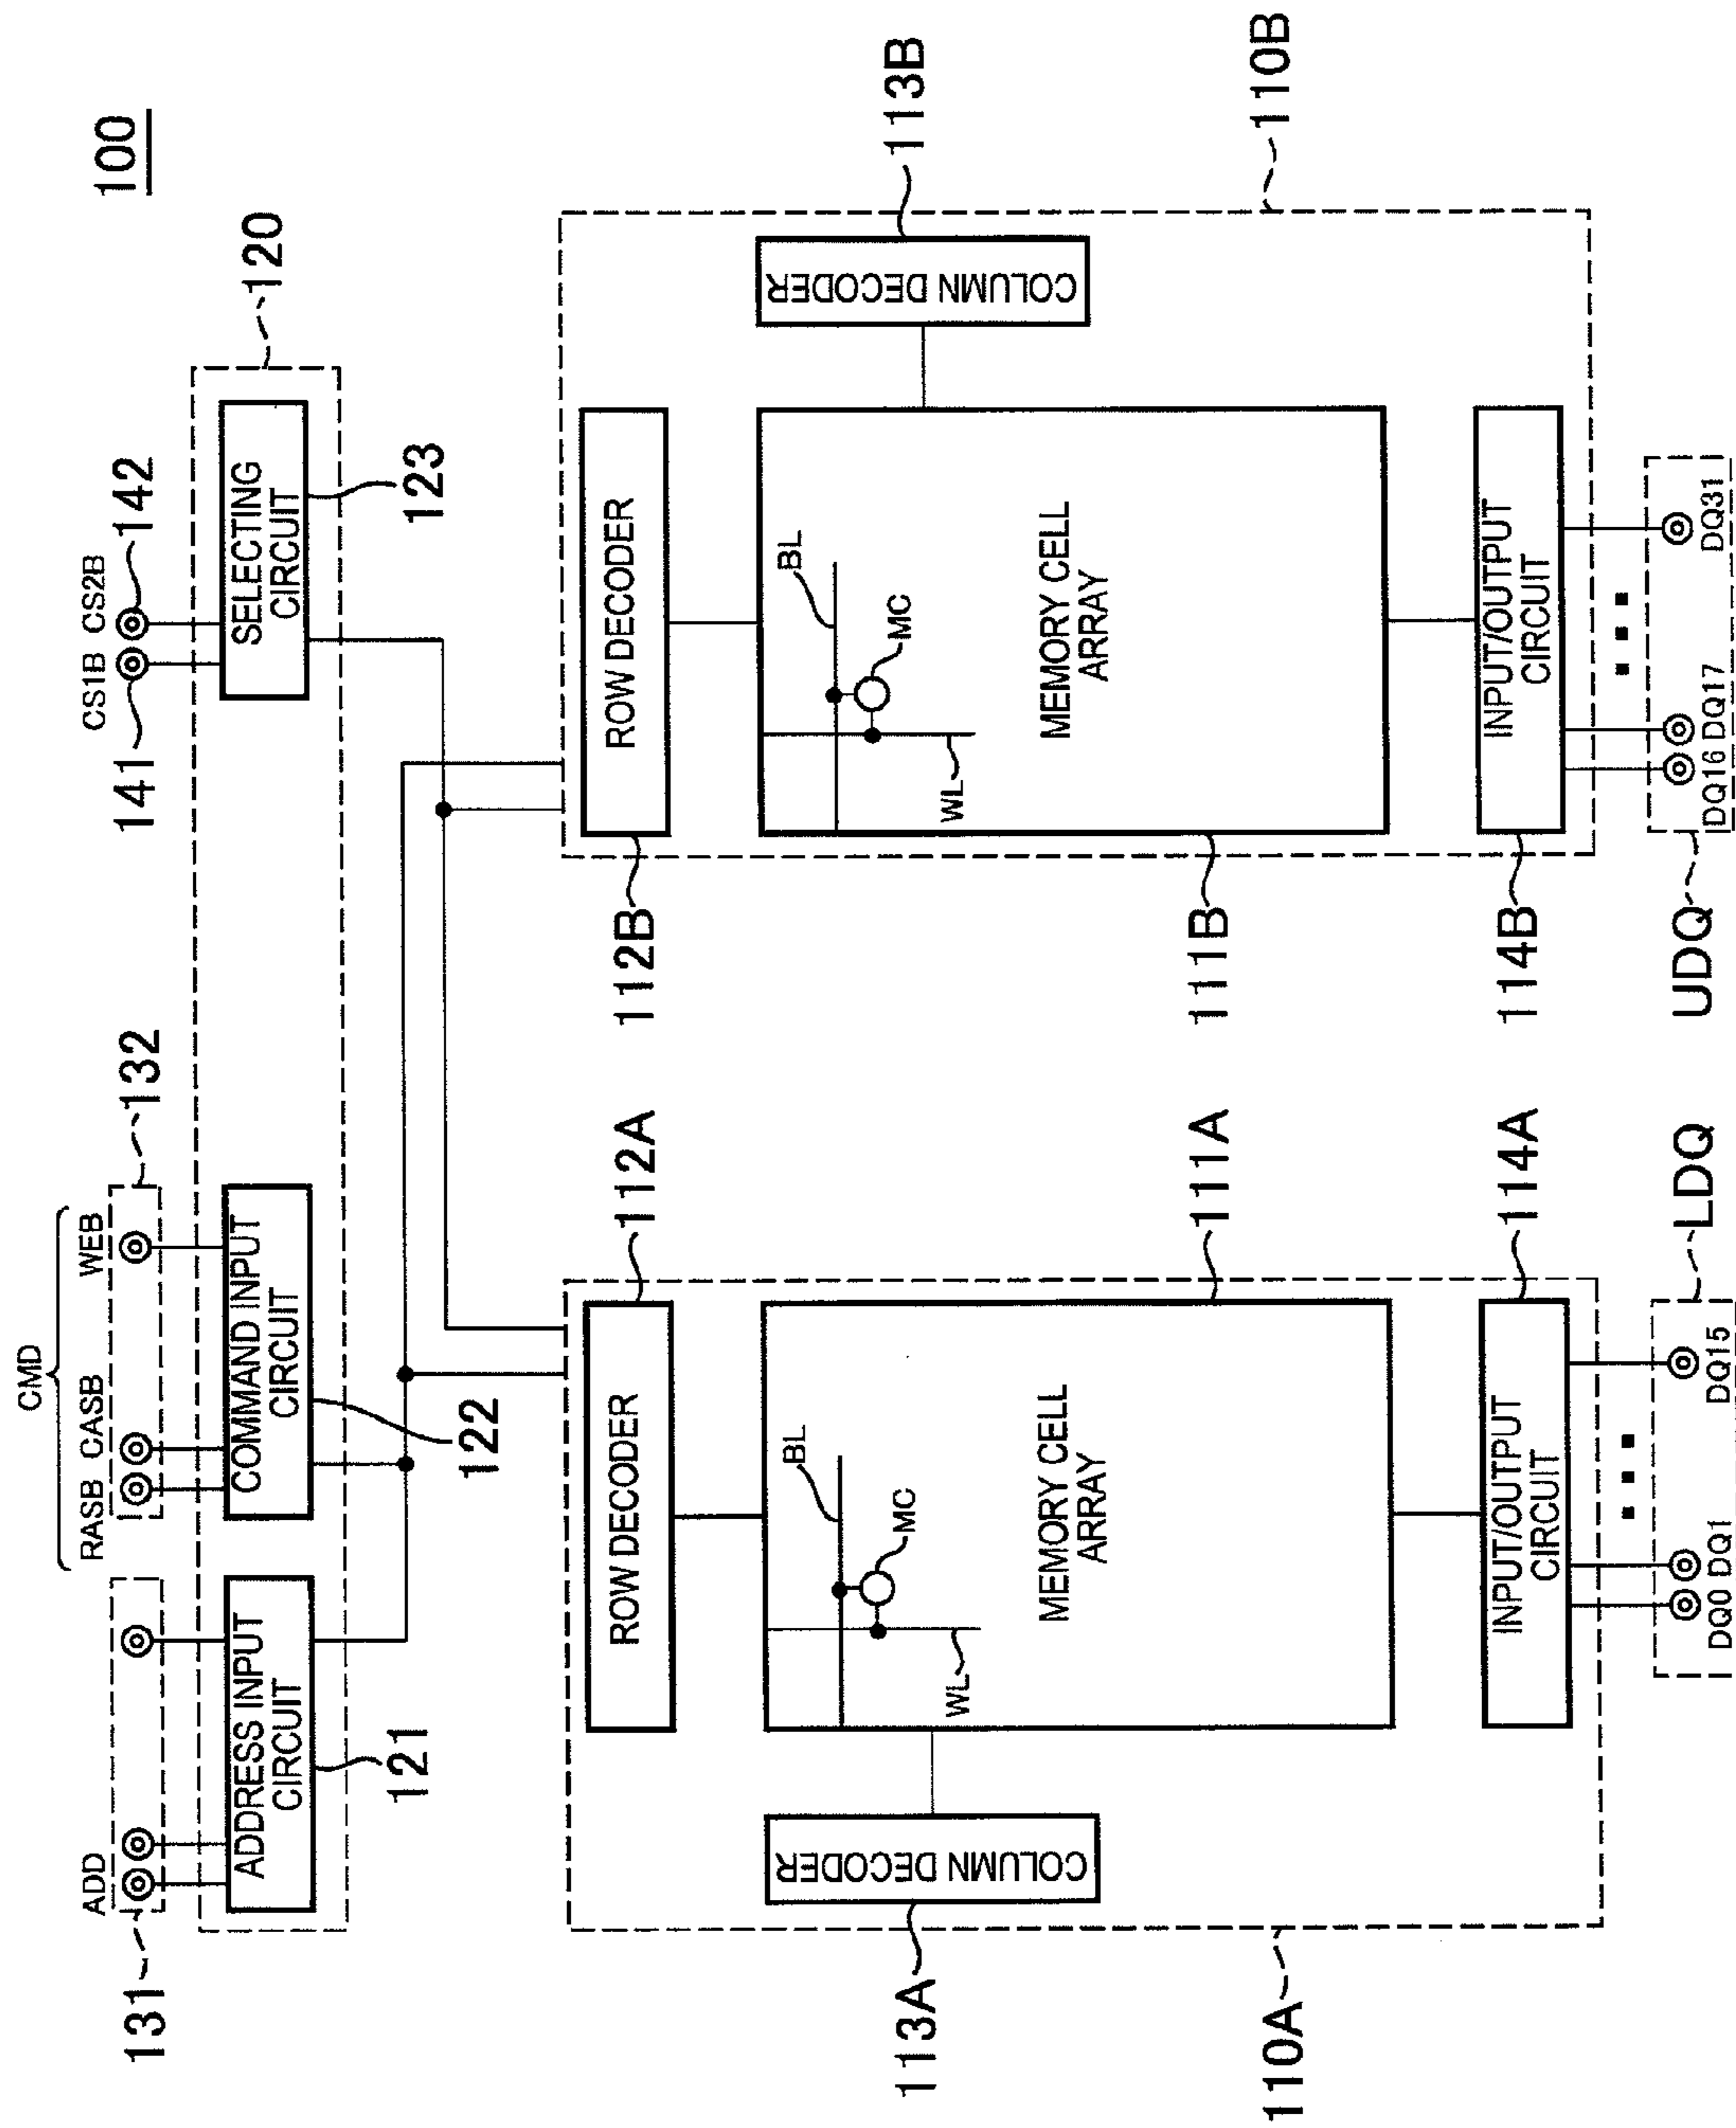 100
CMD
ADD
RASB CASB
WEB
CS1B CS2B
131
132
141
142
120
ADDRESS INPUT
CIRCUIT
COMMAND INPUT
CIRCUIT
SELECTING
CIRCUIT
121
122
123
113A
COLUMN DECODER
ROW DECODER
112A
BL
MC
WL
MEMORY CELL
ARRAY
111A
INPUT/OUTPUT
CIRCUIT
114A
110A
DQ0 DQ1
DQ15
LDQ
112B
ROW DECODER
COLUMN DECODER
113B
BL
MC
WL
MEMORY CELL
ARRAY
111B
110B
INPUT/OUTPUT
CIRCUIT
114B
DQ16 DQ17
DQ31
UDQ